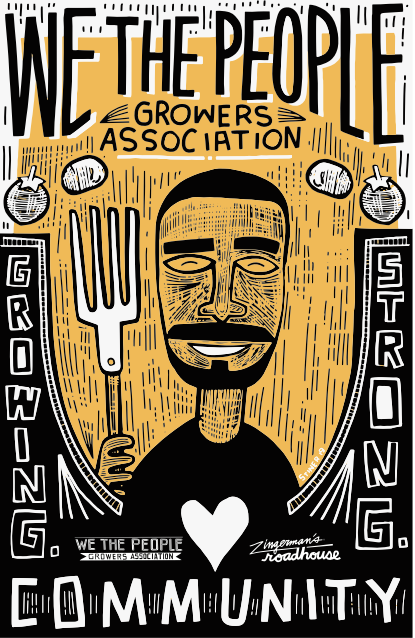 WE THE PEOPLE
GROWERS
ASSOCIATION
GROWING.
STRONG.
WE THE PEOPLE
GROWERS ASSOCIATION
Zingerman's
roadhouse
COMMUNITY.